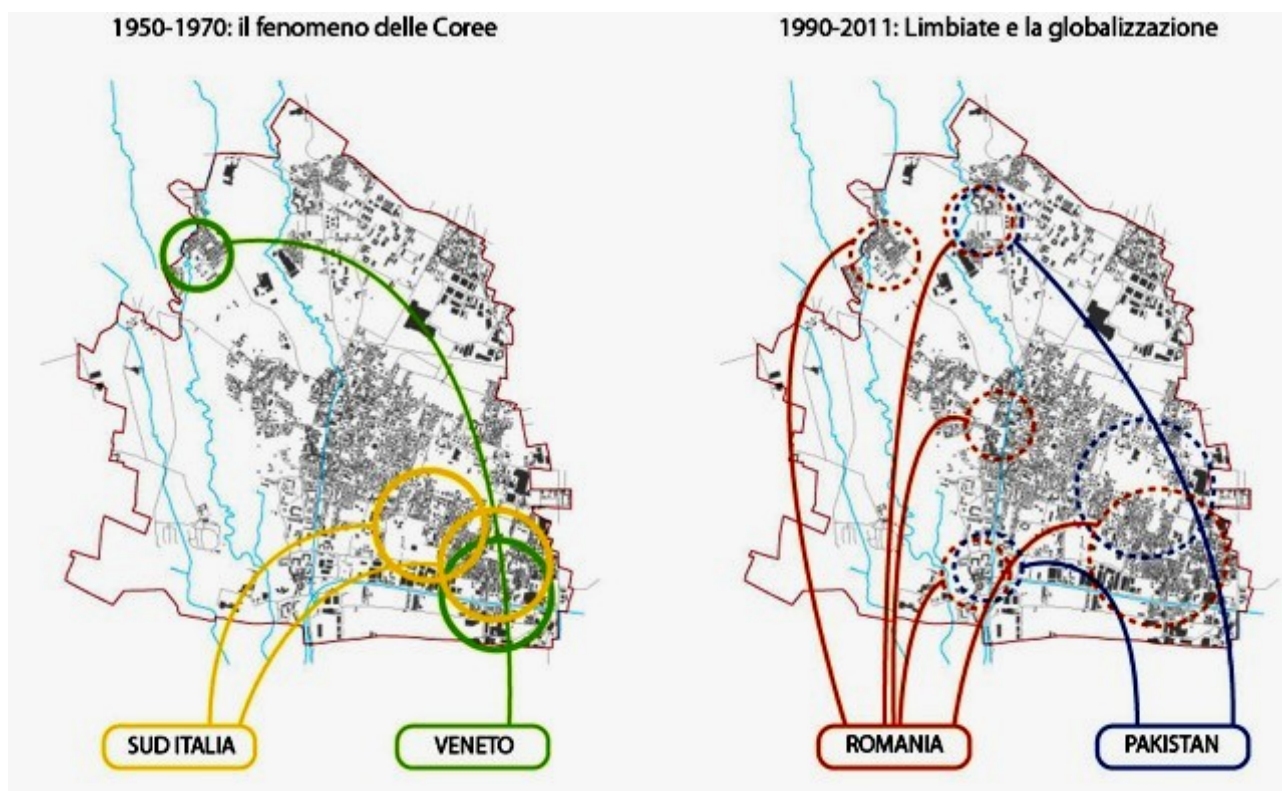 1950-1970: il fenomeno delle Coree
1990-2011: Limbiate e la globalizzazione
SUD ITALIA
VENETO
ROMANIA
PAKISTAN